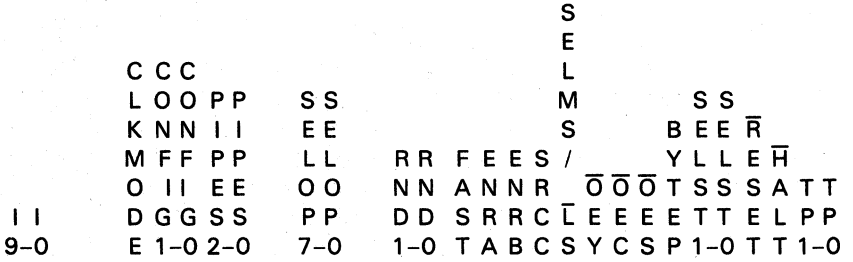 S
E
C C C L
L O O P P S S M S S
K N N I I E E S B E E R̅
M F F P P L L R R F E E S / Y L L E H̅
O I I E E O O N N A N N R O̅ O̅ O̅ T S S S A T T
I I D G G S S P P D D S R R C L̅ E E E E T T E L P P
9-0 E 1-0 2-0 7-0 1-0 T A B C S Y C S P 1-0 T T 1-0